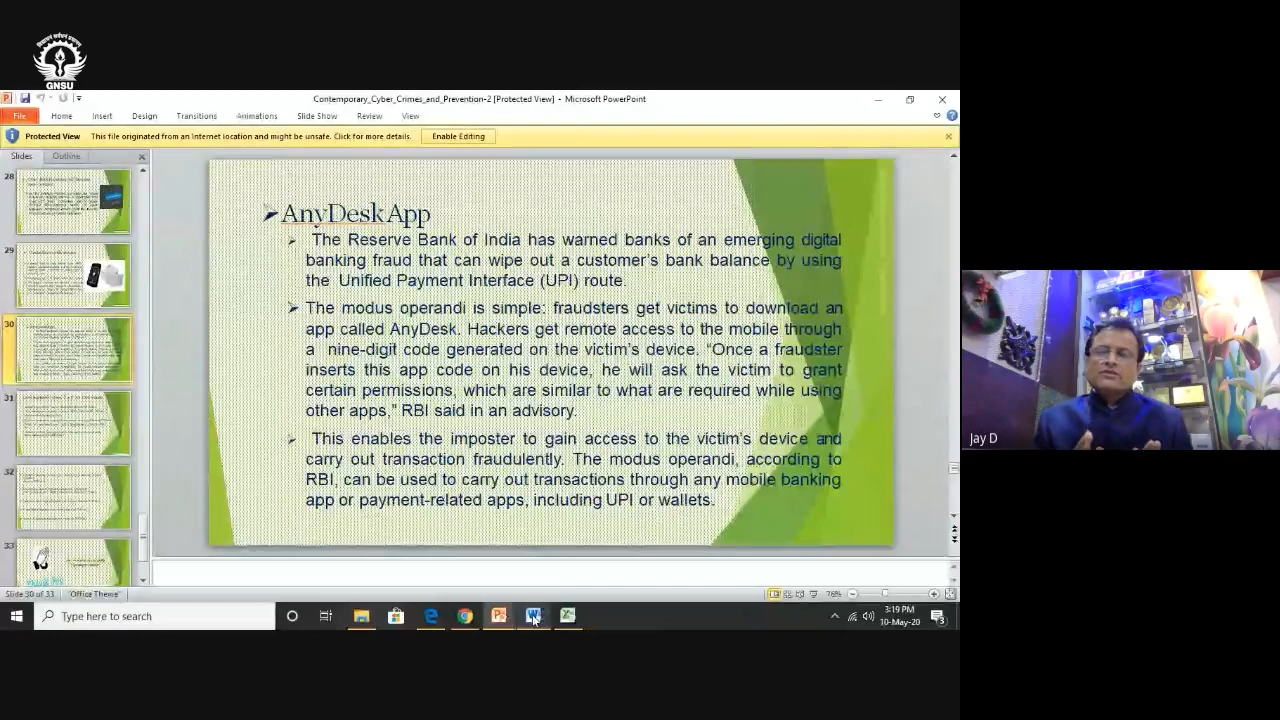 GNSU
Contemporary_Cyber_Crimes_and_Prevention-2 [Protected View] - Microsoft PowerPoint
File Home Insert Design Transitions Animations Slide Show Review View
Protected View This file originated from an Internet location and might be unsafe. Click for more details. Enable Editing
Slides Outline
28
29
30
31
32
33
AnyDesk App
The Reserve Bank of India has warned banks of an emerging digital
banking fraud that can wipe out a customer's bank balance by using
the Unified Payment Interface (UPI) route.
The modus operandi is simple: fraudsters get victims to download an
app called AnyDesk. Hackers get remote access to the mobile through
a nine-digit code generated on the victim's device. “Once a fraudster
inserts this app code on his device, he will ask the victim to grant
certain permissions, which are similar to what are required while using
other apps,” RBI said in an advisory.
This enables the imposter to gain access to the victim's device and
carry out transaction fraudulently. The modus operandi, according to
RBI, can be used to carry out transactions through any mobile banking
app or payment-related apps, including UPI or wallets.
Jay D
Slide 30 of 33 "Office Theme" 76%
Type here to search
3:19 PM
10-May-20
3